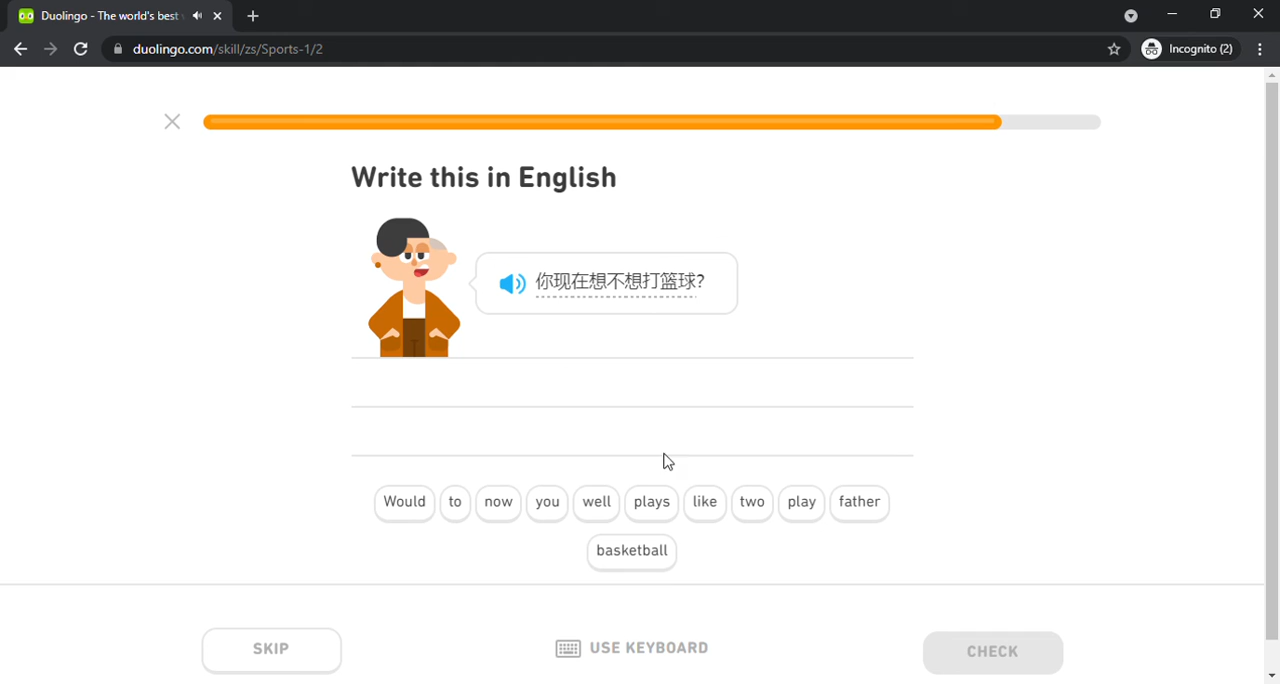 Duolingo - The world's best
duolingo.com/skill/zs/Sports-1/2
Incognito (2)
Write this in English
你现在想不想打篮球?
Would to now you well plays like two play father
basketball
SKIP
USE KEYBOARD
CHECK